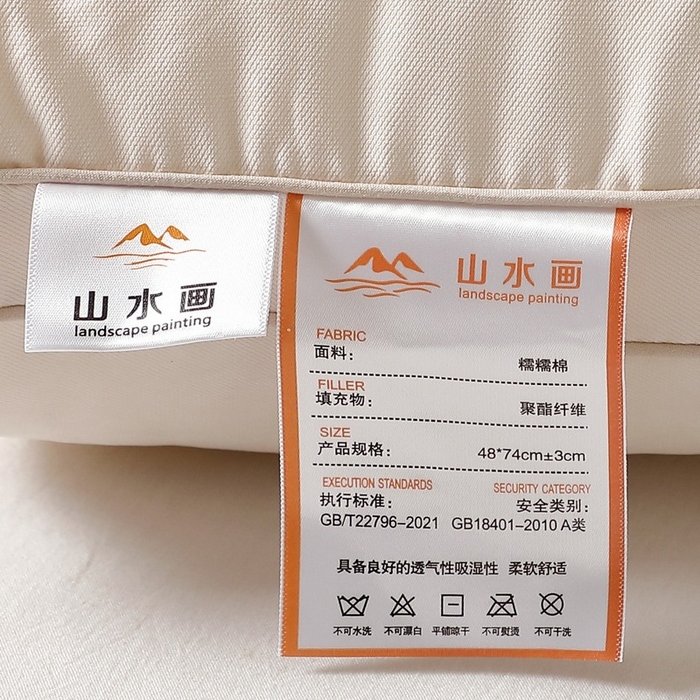 山水画
landscape painting
山水画
landscape painting
FABRIC
面料: 糯糯棉
FILLER
填充物: 聚酯纤维
SIZE
产品规格: 48*74cm±3cm
EXECUTION STANDARDS SECURITY CATEGORY
执行标准: 安全类别:
GB/T22796–2021 GB18401–2010 A类
具备良好的透气性吸湿性 柔软舒适
不可水洗 不可漂白 平铺晾干 不可熨烫 不可干洗